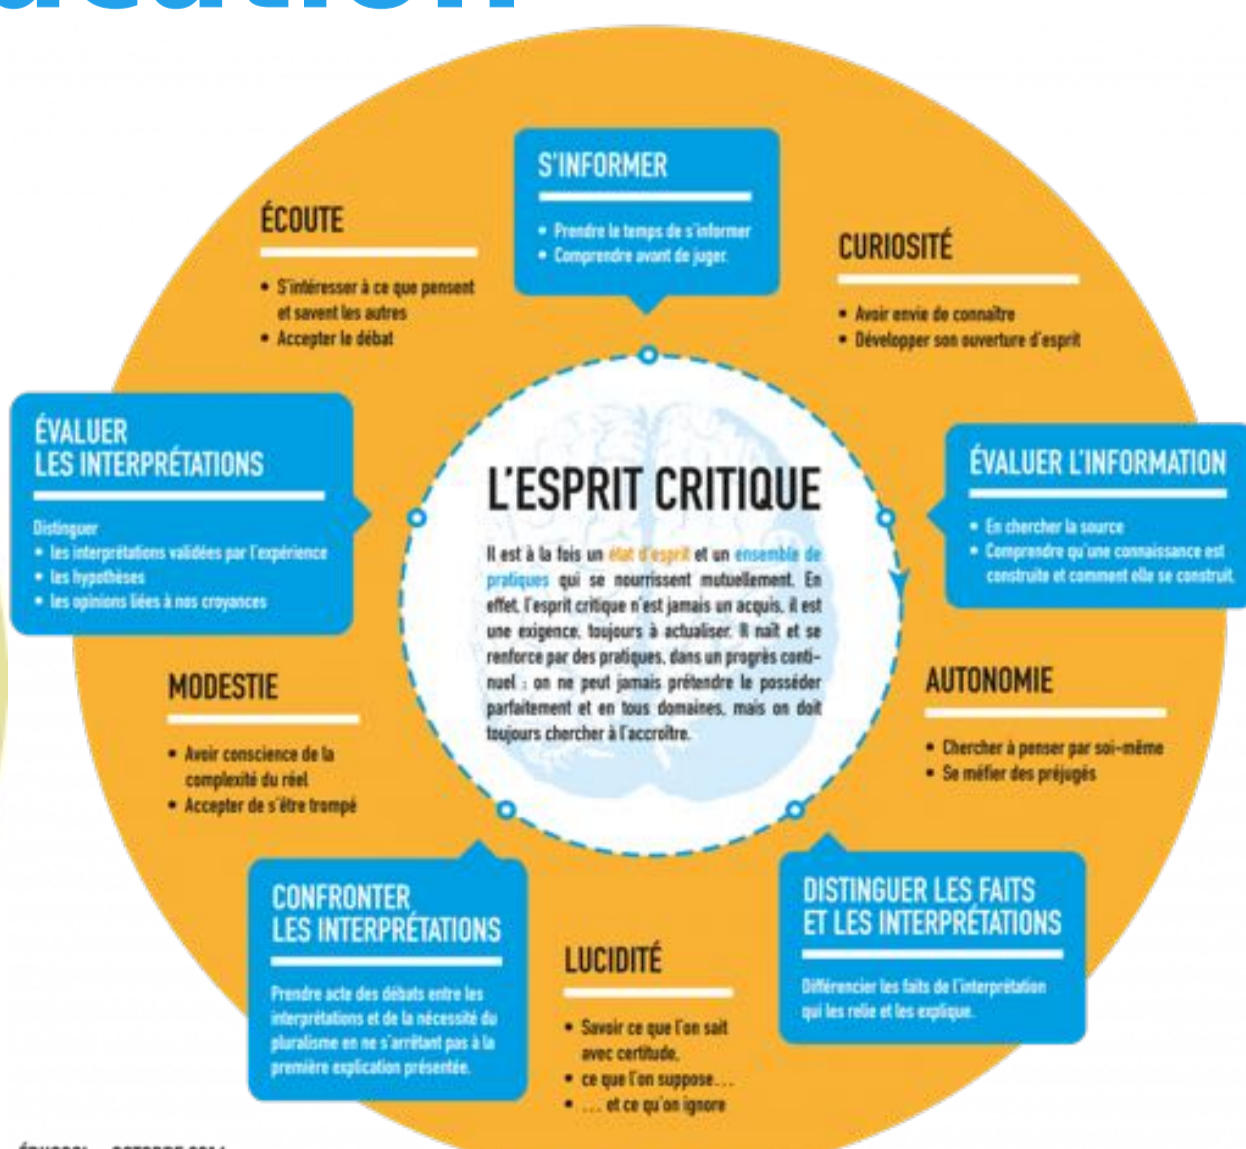 S'INFORMER
• Prendre le temps de s'informer
• Comprendre avant de juger.
ÉCOUTE
• S'intéresser à ce que pensent
et savent les autres
• Accepter le débat
CURIOSITÉ
• Avoir envie de connaître
• Développer son ouverture d'esprit
ÉVALUER
LES INTERPRÉTATIONS
Distinguer
• les interprétations validées par l'expérience
• les hypothèses
• les opinions liées à nos croyances
L'ESPRIT CRITIQUE
Il est à la fois un état d'esprit et un ensemble de
pratiques qui se nourrissent mutuellement. En
effet, l'esprit critique n'est jamais un acquis, il est
une exigence, toujours à actualiser. Il naît et se
renforce par des pratiques, dans un progrès conti-
nuel : on ne peut jamais prétendre le posséder
parfaitement et en tous domaines, mais on doit
toujours chercher à l'accroître.
ÉVALUER L'INFORMATION
• En chercher la source
• Comprendre qu'une connaissance est
construite et comment elle se construit.
MODESTIE
• Avoir conscience de la
complexité du réel
• Accepter de s'être trompé
AUTONOMIE
• Chercher à penser par soi-même
• Se méfier des préjugés
CONFRONTER
LES INTERPRÉTATIONS
Prendre acte des débats entre les
interprétations et de la nécessité du
pluralisme en ne s'arrêtant pas à la
première explication présentée.
LUCIDITÉ
• Savoir ce que l'on sait
avec certitude,
• ce que l'on suppose...
• ... et ce qu'on ignore
DISTINGUER LES FAITS
ET LES INTERPRÉTATIONS
Différencier les faits de l'interprétation
qui les relie et les explique.